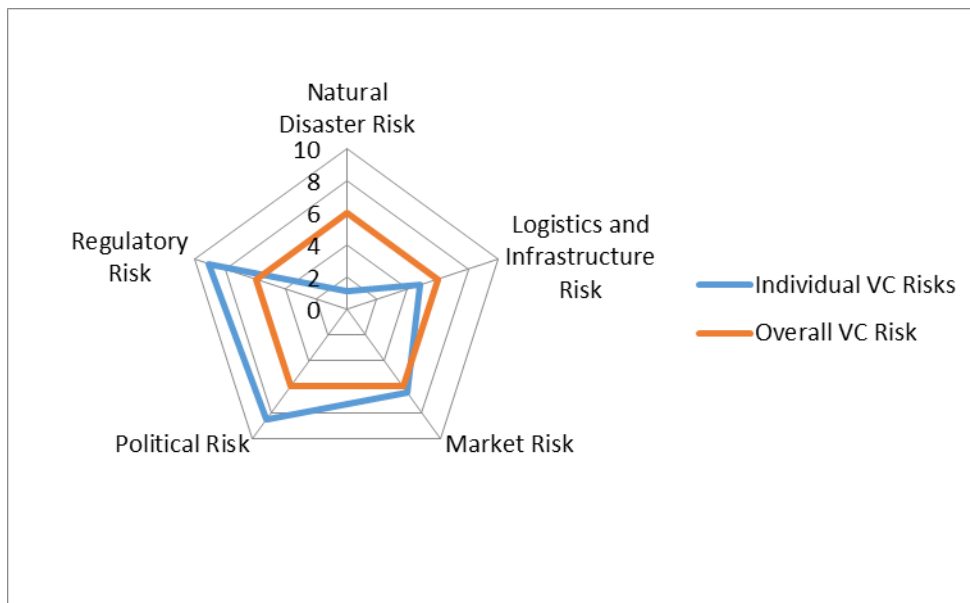 Natural
Disaster Risk
10
8
6
4
2
0
Logistics and
Infrastructure
Risk
Regulatory
Risk
Political Risk
Market Risk
Individual VC Risks
Overall VC Risk